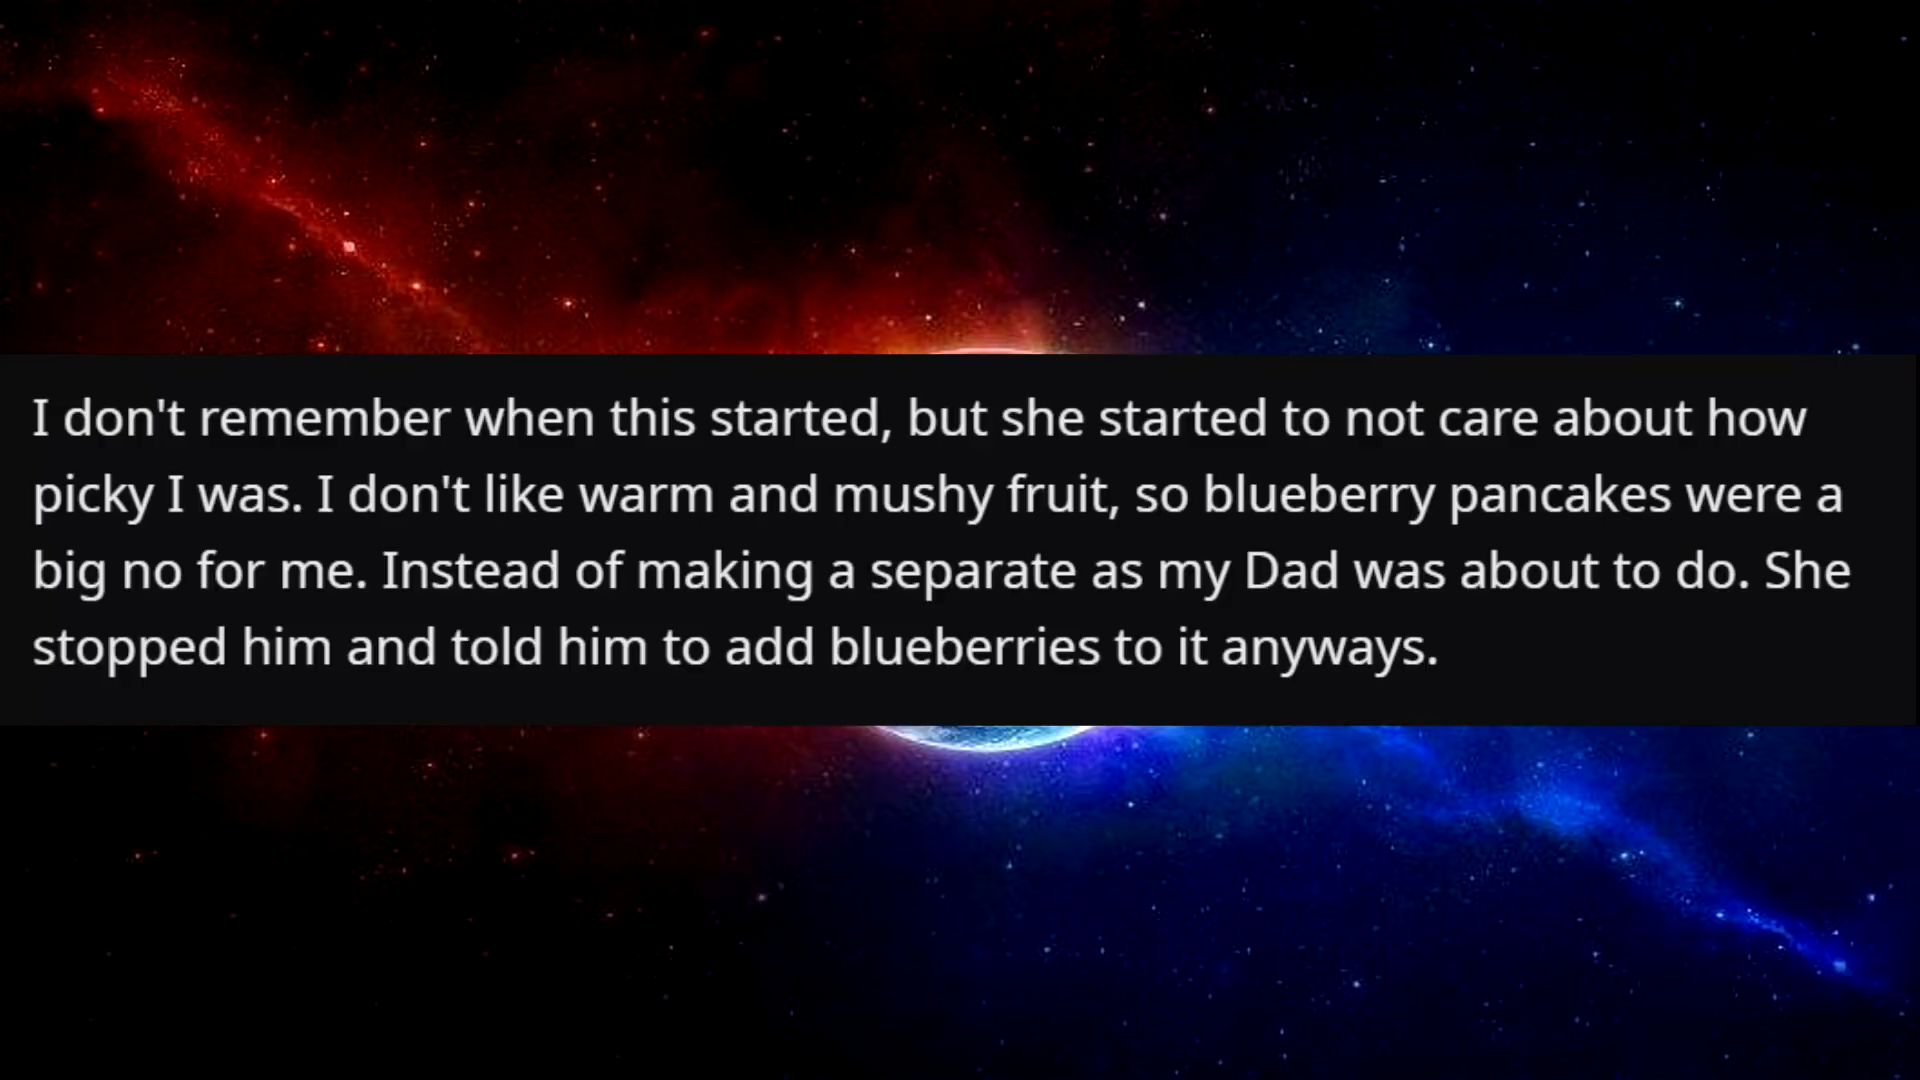 I don't remember when this started, but she started to not care about how
picky I was. I don't like warm and mushy fruit, so blueberry pancakes were a
big no for me. Instead of making a separate as my Dad was about to do. She
stopped him and told him to add blueberries to it anyways.